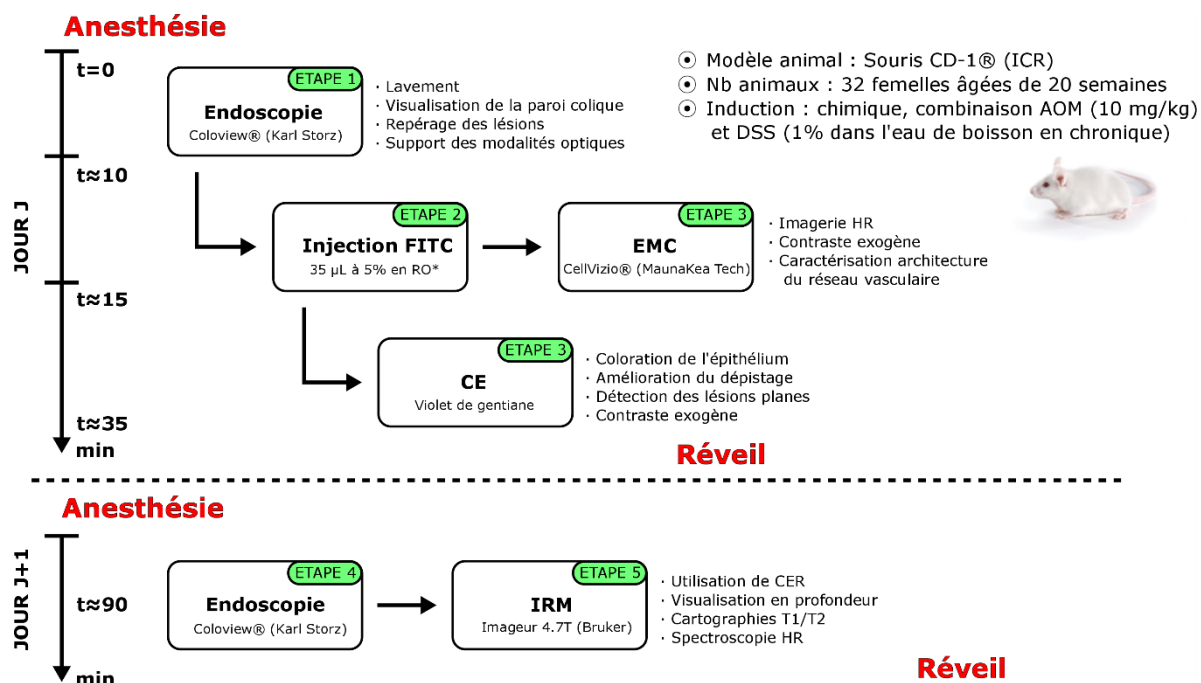 Anesthésie
t=0
ETAPE 1
Endoscopie
Coloview® (Karl Storz)
· Lavement
· Visualisation de la paroi colique
· Repérage des lésions
· Support des modalités optiques
Modèle animal : Souris CD-1® (ICR)
Nb animaux : 32 femelles âgées de 20 semaines
Induction : chimique, combinaison AOM (10 mg/kg)
et DSS (1% dans l'eau de boisson en chronique)
JOUR J
t≈10
ETAPE 2
Injection FITC
35 µL à 5% en RO*
ETAPE 3
EMC
CellVizio® (MaunaKea Tech)
· Imagerie HR
· Contraste exogène
· Caractérisation architecture
du réseau vasculaire
t≈15
ETAPE 3
CE
Violet de gentiane
· Coloration de l'épithélium
· Amélioration du dépistage
· Détection des lésions planes
· Contraste exogène
t≈35
min
Réveil
Anesthésie
JOUR J+1
t≈90
min
ETAPE 4
Endoscopie
Coloview® (Karl Storz)
ETAPE 5
IRM
Imageur 4.7T (Bruker)
· Utilisation de CER
· Visualisation en profondeur
· Cartographies T1/T2
· Spectroscopie HR
Réveil